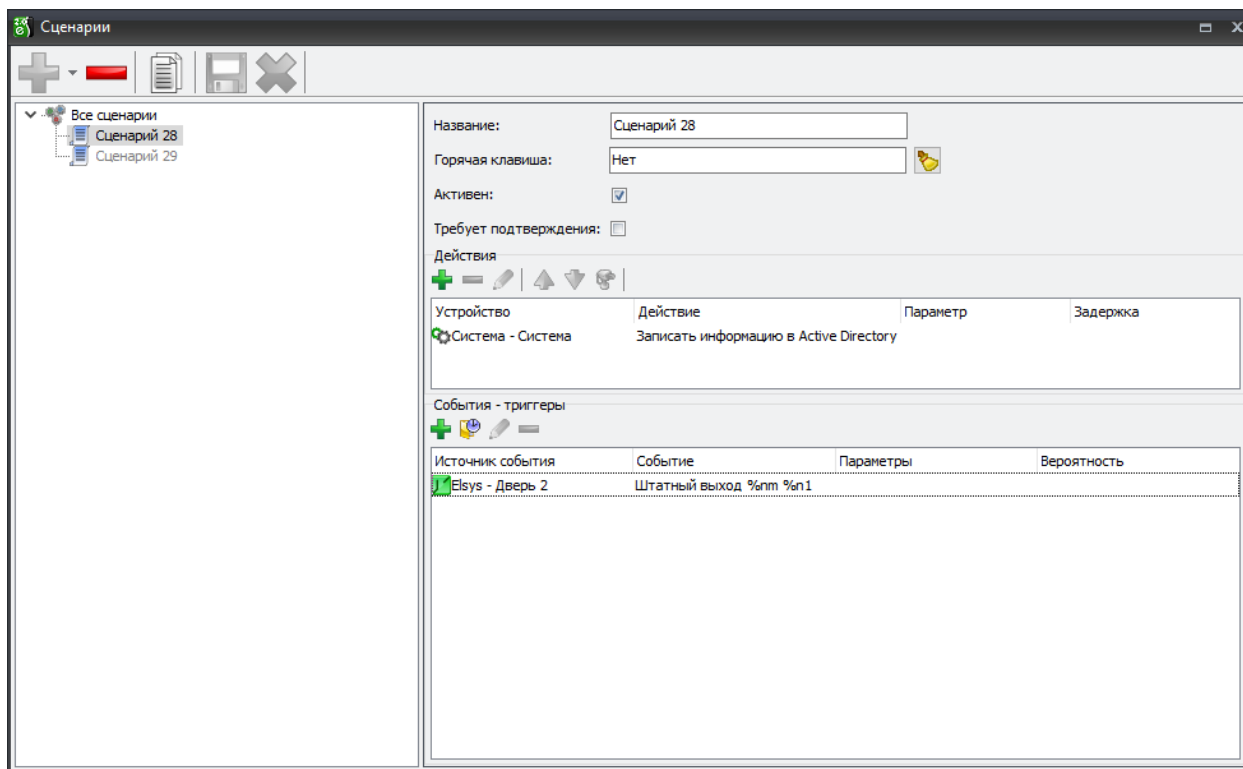 Сценарии
Все сценарии
Сценарий 28
Сценарий 29
Название: Сценарий 28
Горячая клавиша: Нет
Активен:
Требует подтверждения:
Действия
Устройство Действие Параметр Задержка
Система - Система Записать информацию в Active Directory
События - триггеры
Источник события Событие Параметры Вероятность
Elsys - Дверь 2 Штатный выход %nm %n1